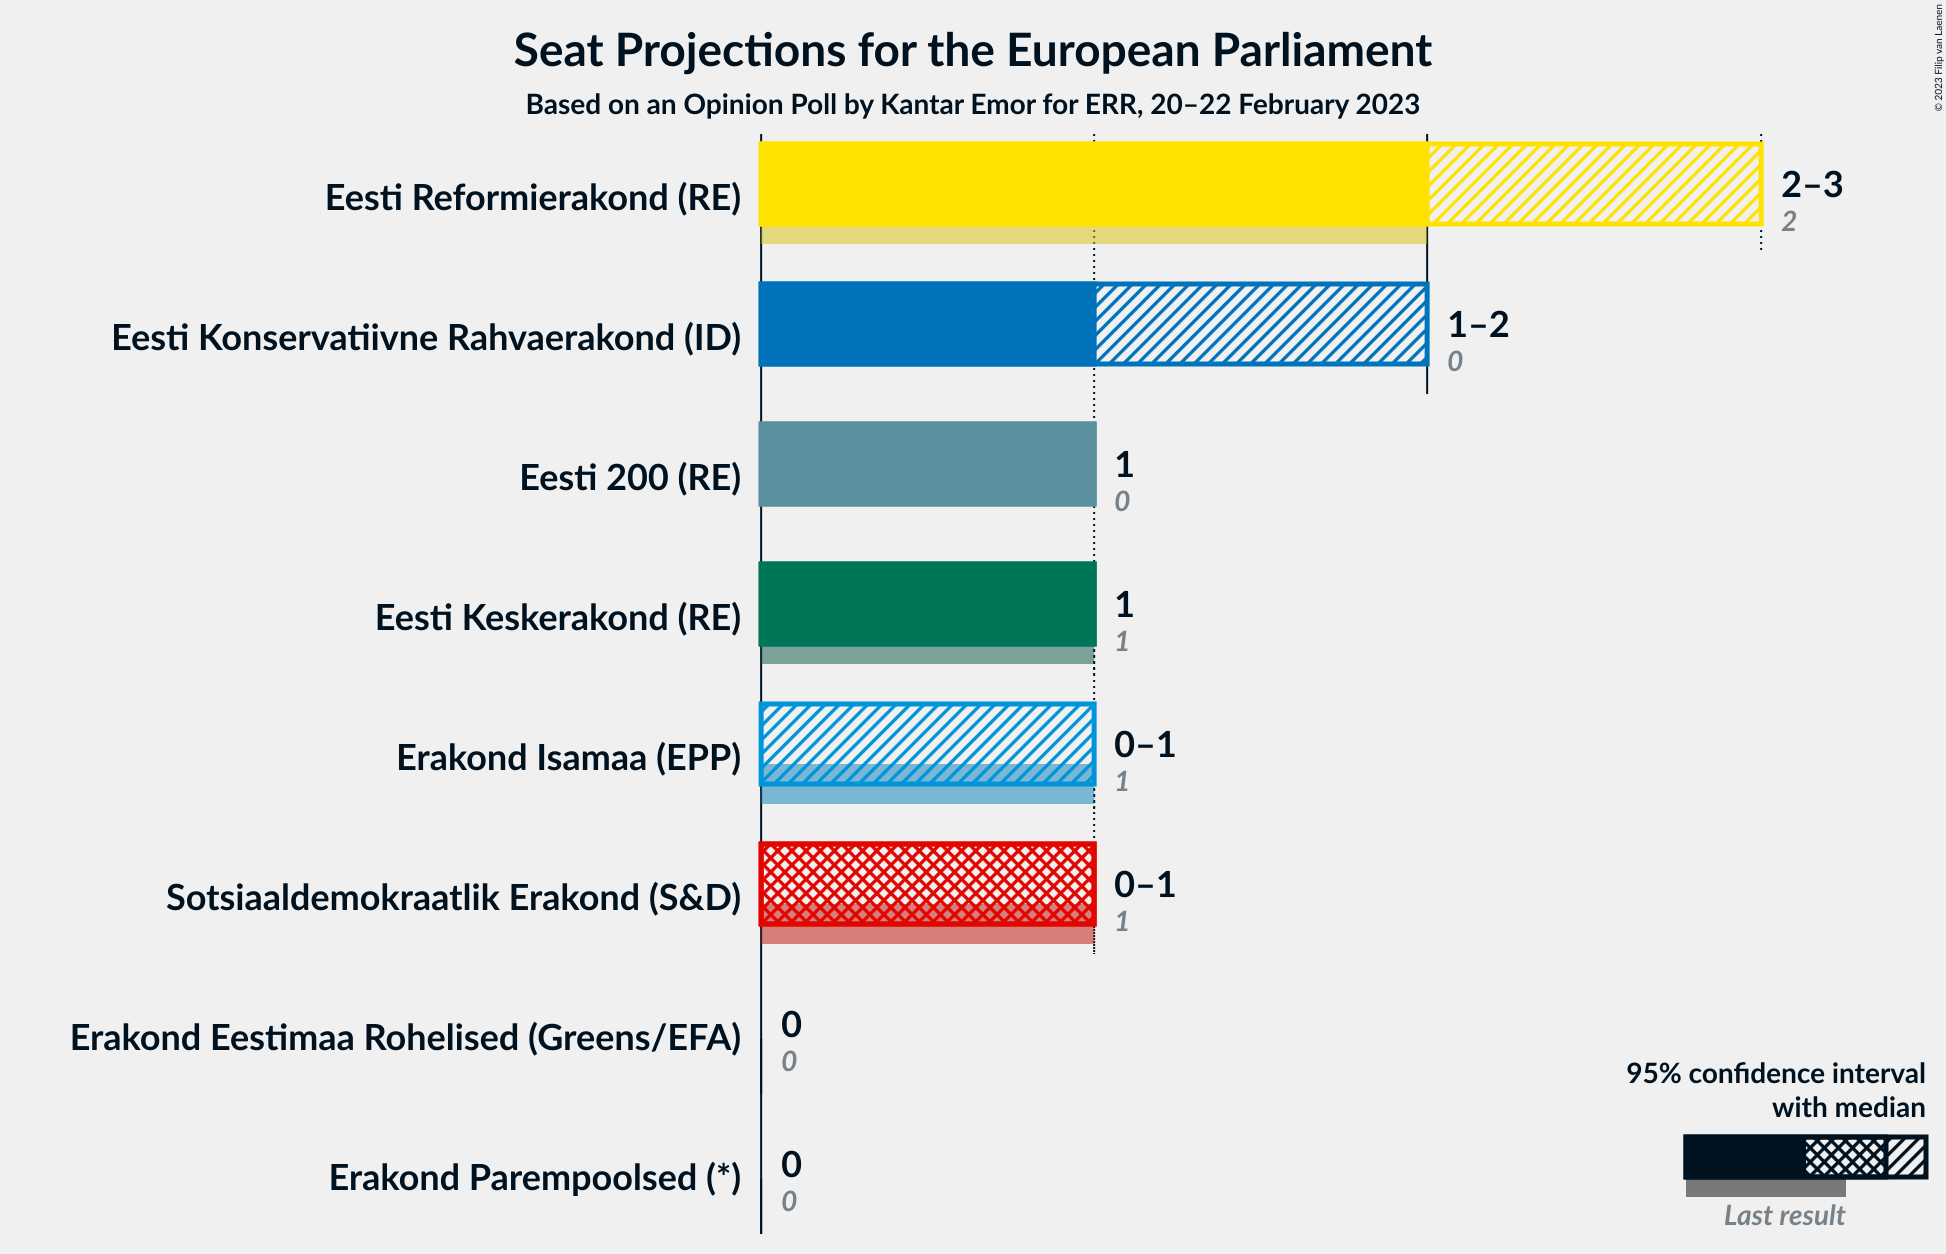 Seat Projections for the European Parliament
Based on an Opinion Poll by Kantar Emor for ERR, 20–22 February 2023
© 2023 Filip van Laenen
Eesti Reformierakond (RE)
2–3
2
Eesti Konservatiivne Rahvaerakond (ID)
1–2
0
Eesti 200 (RE)
1
0
Eesti Keskerakond (RE)
1
1
Erakond Isamaa (EPP)
0–1
1
Sotsiaaldemokraatlik Erakond (S&D)
0–1
1
Erakond Eestimaa Rohelised (Greens/EFA)
0
0
Erakond Parempoolsed (*)
0
0
95% confidence interval
with median
Last result